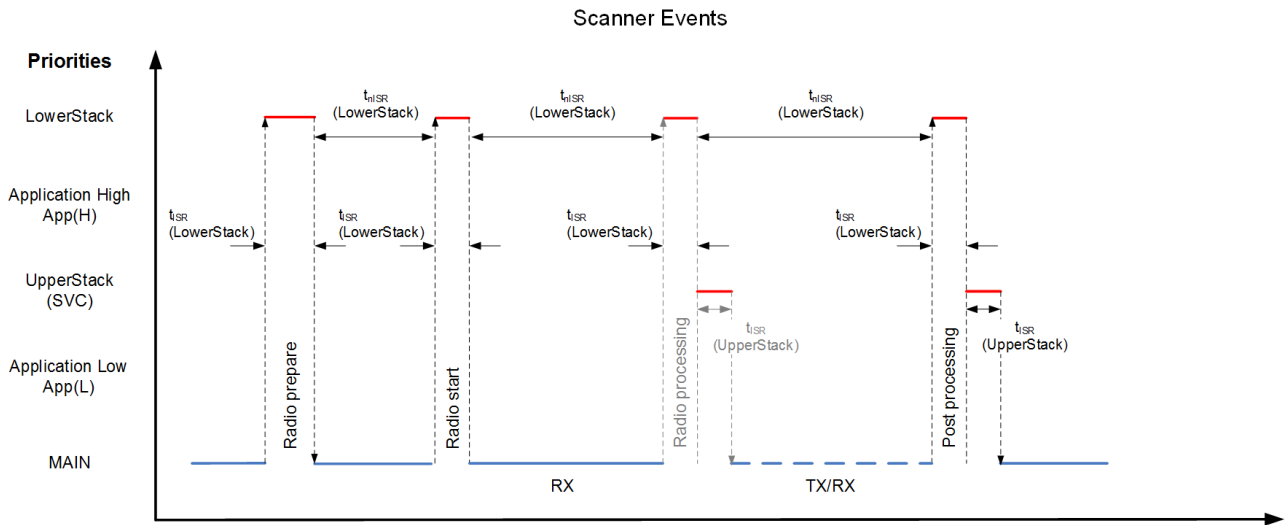 Scanner Events
Priorities
LowerStack
tnISR
(LowerStack)
tnISR
(LowerStack)
tnISR
(LowerStack)
Application High
App(H)
tISR
(LowerStack)
tISR
(LowerStack)
tISR
(LowerStack)
tISR
(LowerStack)
UpperStack
(SVC)
tISR
(UpperStack)
tISR
(UpperStack)
Application Low
App(L)
Radio prepare
Radio start
Radio processing
Post processing
MAIN
RX
TX/RX